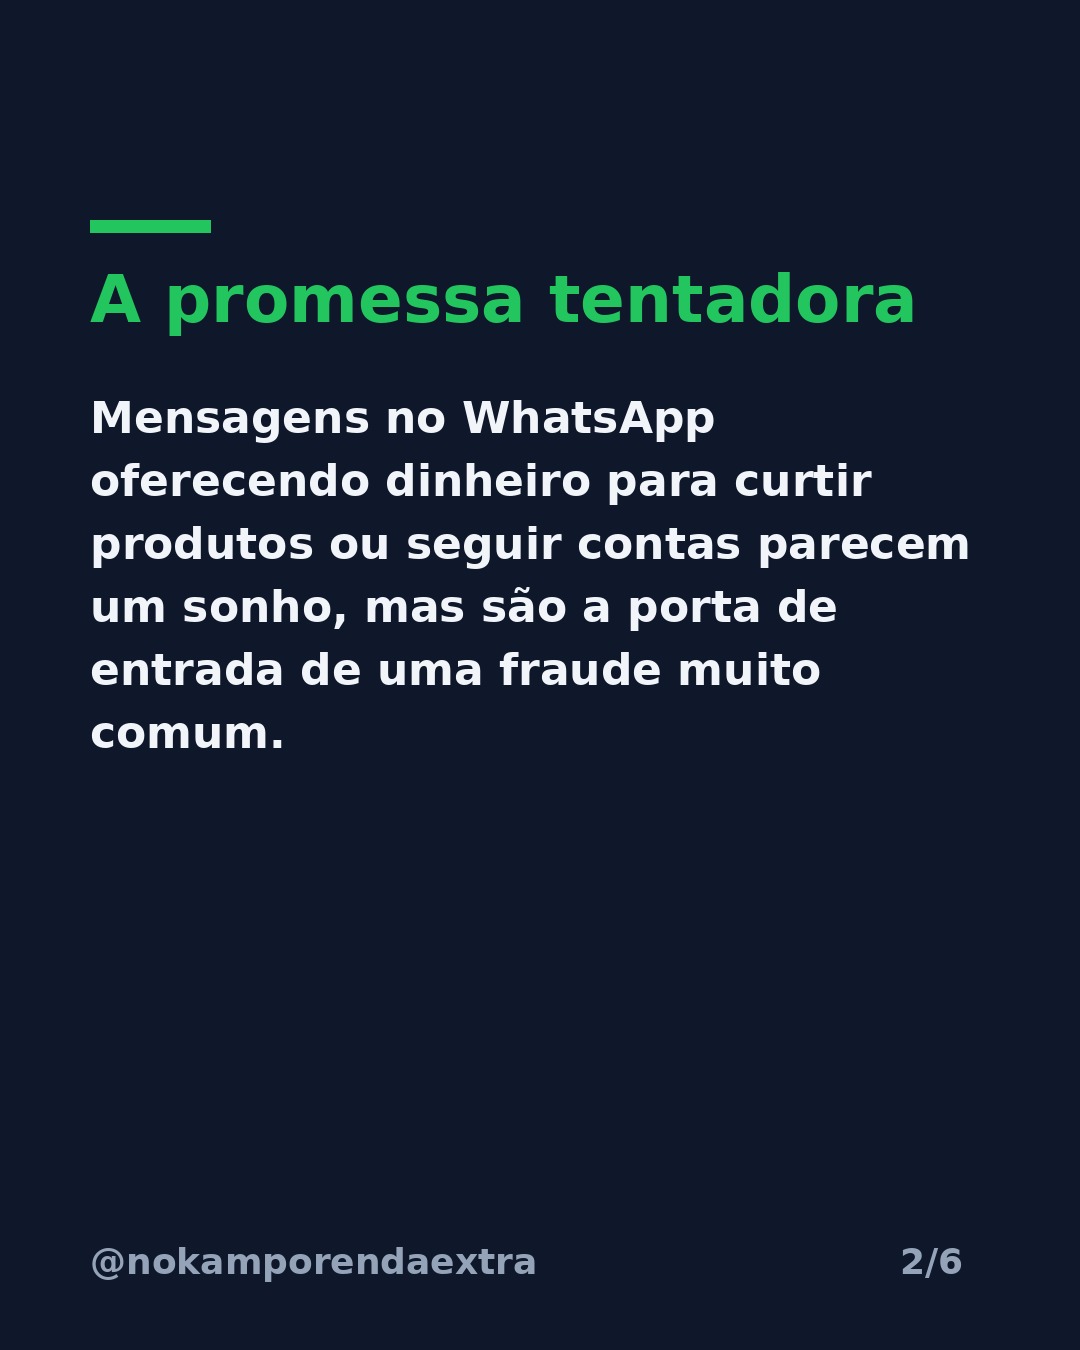 A promessa tentadora
Mensagens no WhatsApp
oferecendo dinheiro para curtir
produtos ou seguir contas parecem
um sonho, mas são a porta de
entrada de uma fraude muito
comum.
@nokamporendaextra
2/6